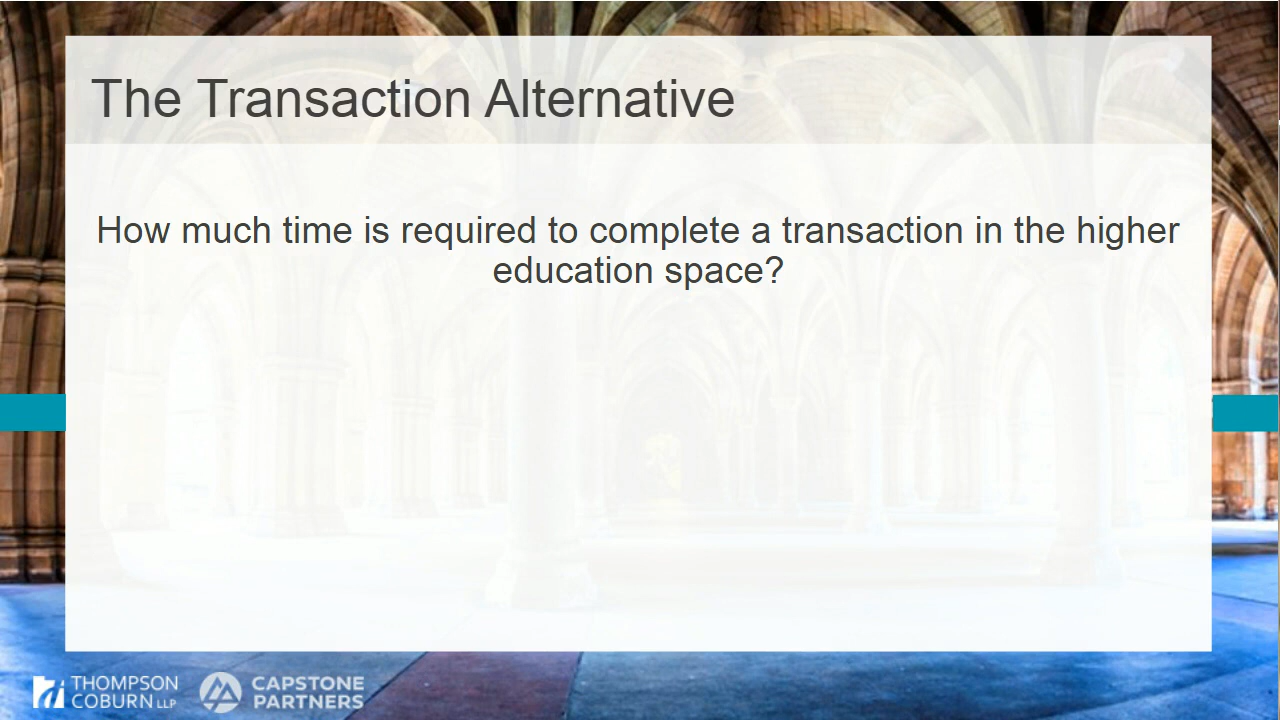 The Transaction Alternative
How much time is required to complete a transaction in the higher
education space?
THOMPSON
COBURN LLP
CAPSTONE
PARTNERS